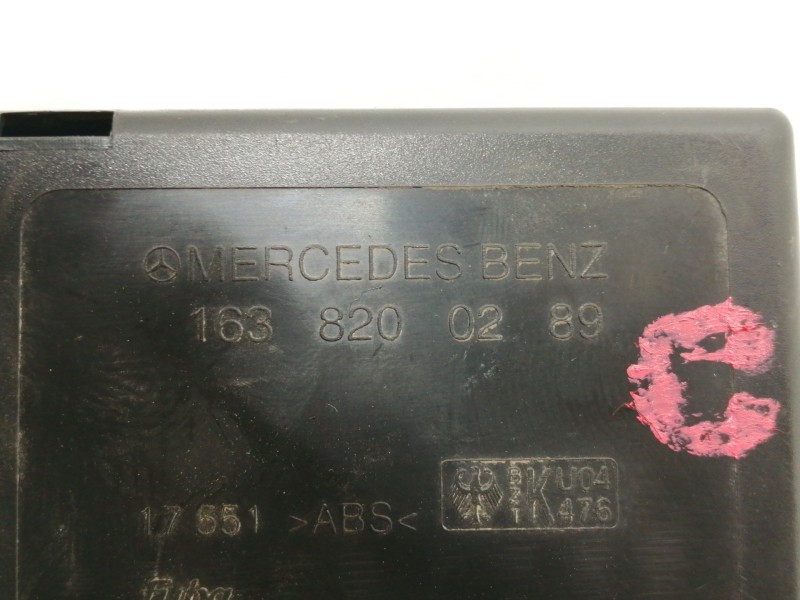 MERCEDES BENZ
163 820 02 89
C
17 551 >ABS<